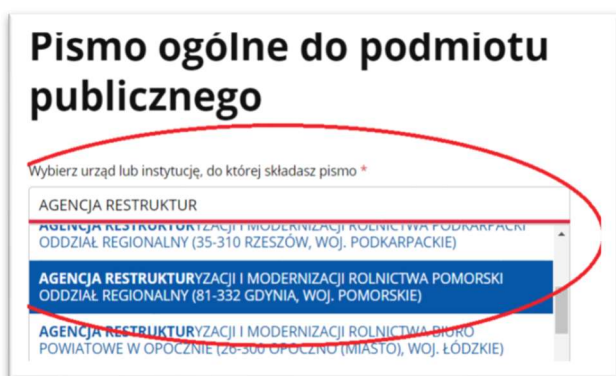 Pismo ogólne do podmiotu
publicznego
Wybierz urząd lub instytucję, do której składasz pismo *
AGENCJA RESTRUKTUR
AGENCJA RESTRUKTURYZACJI I MODERNIZACJI ROLNICTWA PODKARPACKI
ODDZIAŁ REGIONALNY (35-310 RZESZÓW, WOJ. PODKARPACKIE)
AGENCJA RESTRUKTURYZACJI I MODERNIZACJI ROLNICTWA POMORSKI
ODDZIAŁ REGIONALNY (81-332 GDYNIA, WOJ. POMORSKIE)
AGENCJA RESTRUKTURYZACJI I MODERNIZACJI ROLNICTWA BIURO
POWIATOWE W OPOCZNIE (26-300 OPOCZNO (MIASTO), WOJ. ŁÓDZKIE)